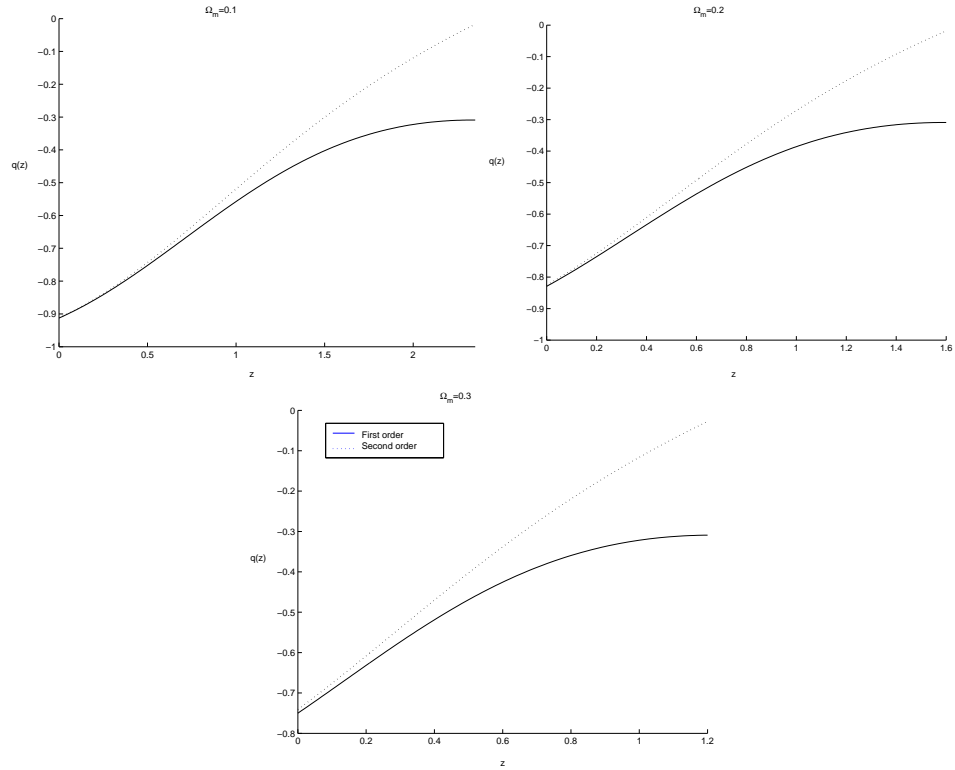 Ωm=0.1
0
−0.1
−0.2
−0.3
−0.4
q(z)
−0.5
−0.6
−0.7
−0.8
−0.9
−1
0 0.5 1 1.5 2
z
Ωm=0.2
0
−0.1
−0.2
−0.3
−0.4
q(z)
−0.5
−0.6
−0.7
−0.8
−0.9
−1
0 0.2 0.4 0.6 0.8 1 1.2 1.4 1.6
z
Ωm=0.3
0
First order
Second order
−0.1
−0.2
−0.3
q(z)
−0.4
−0.5
−0.6
−0.7
−0.8
0 0.2 0.4 0.6 0.8 1 1.2
z